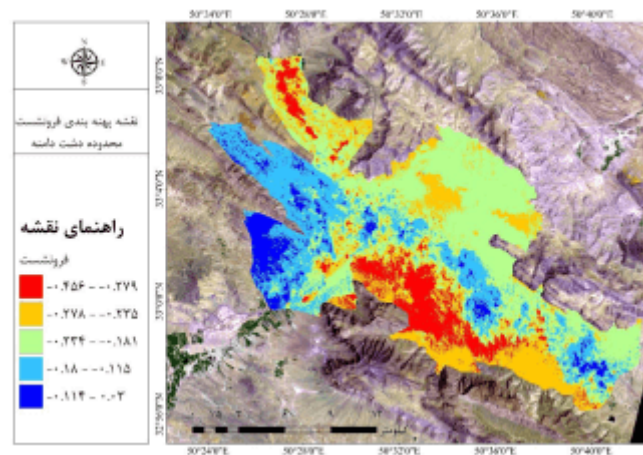 50°24'0"E 50°28'0"E 50°32'0"E 50°36'0"E 50°40'0"E
نقشه پهنه بندی فرونشست
محدوده دشت دامنه
راهنمای نقشه
فرونشست
-۰.۴۵۶ - -۰.۲۷۹
-۰.۲۷۸ - -۰.۲۳۵
-۰.۲۳۴ - -۰.۱۸۱
-۰.۱۸ - -۰.۱۱۵
-۰.۱۱۴ - ۰.۰۳
50°24'0"E 50°28'0"E 50°32'0"E 50°36'0"E 50°40'0"E